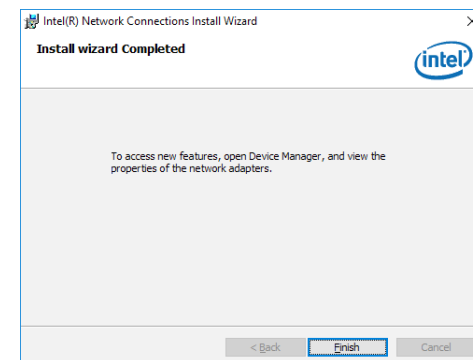 Intel(R) Network Connections Install Wizard
Install wizard Completed
intel
To access new features, open Device Manager, and view the
properties of the network adapters.
< Back
Finish
Cancel